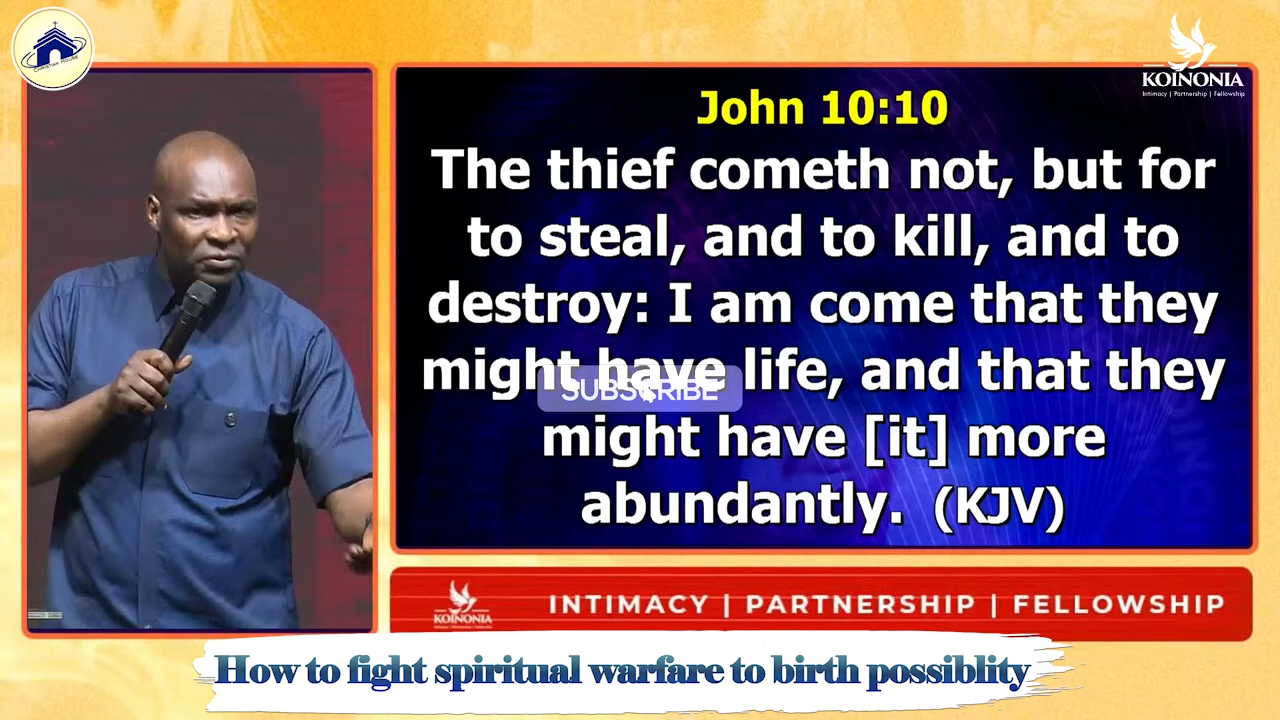 CHRISTIAN HOUSE
KOINONIA
Intimacy | Partnership | Fellowship
John 10:10
The thief cometh not, but for
to steal, and to kill, and to
destroy: I am come that they
might have life, and that they
SUBSCRIBE
might have [it] more
abundantly. (KJV)
KOINONIA
INTIMACY | PARTNERSHIP | FELLOWSHIP
How to fight spiritual warfare to birth possiblity